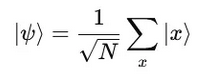 |ψ⟩ = 1/√N ∑ₓ |x⟩